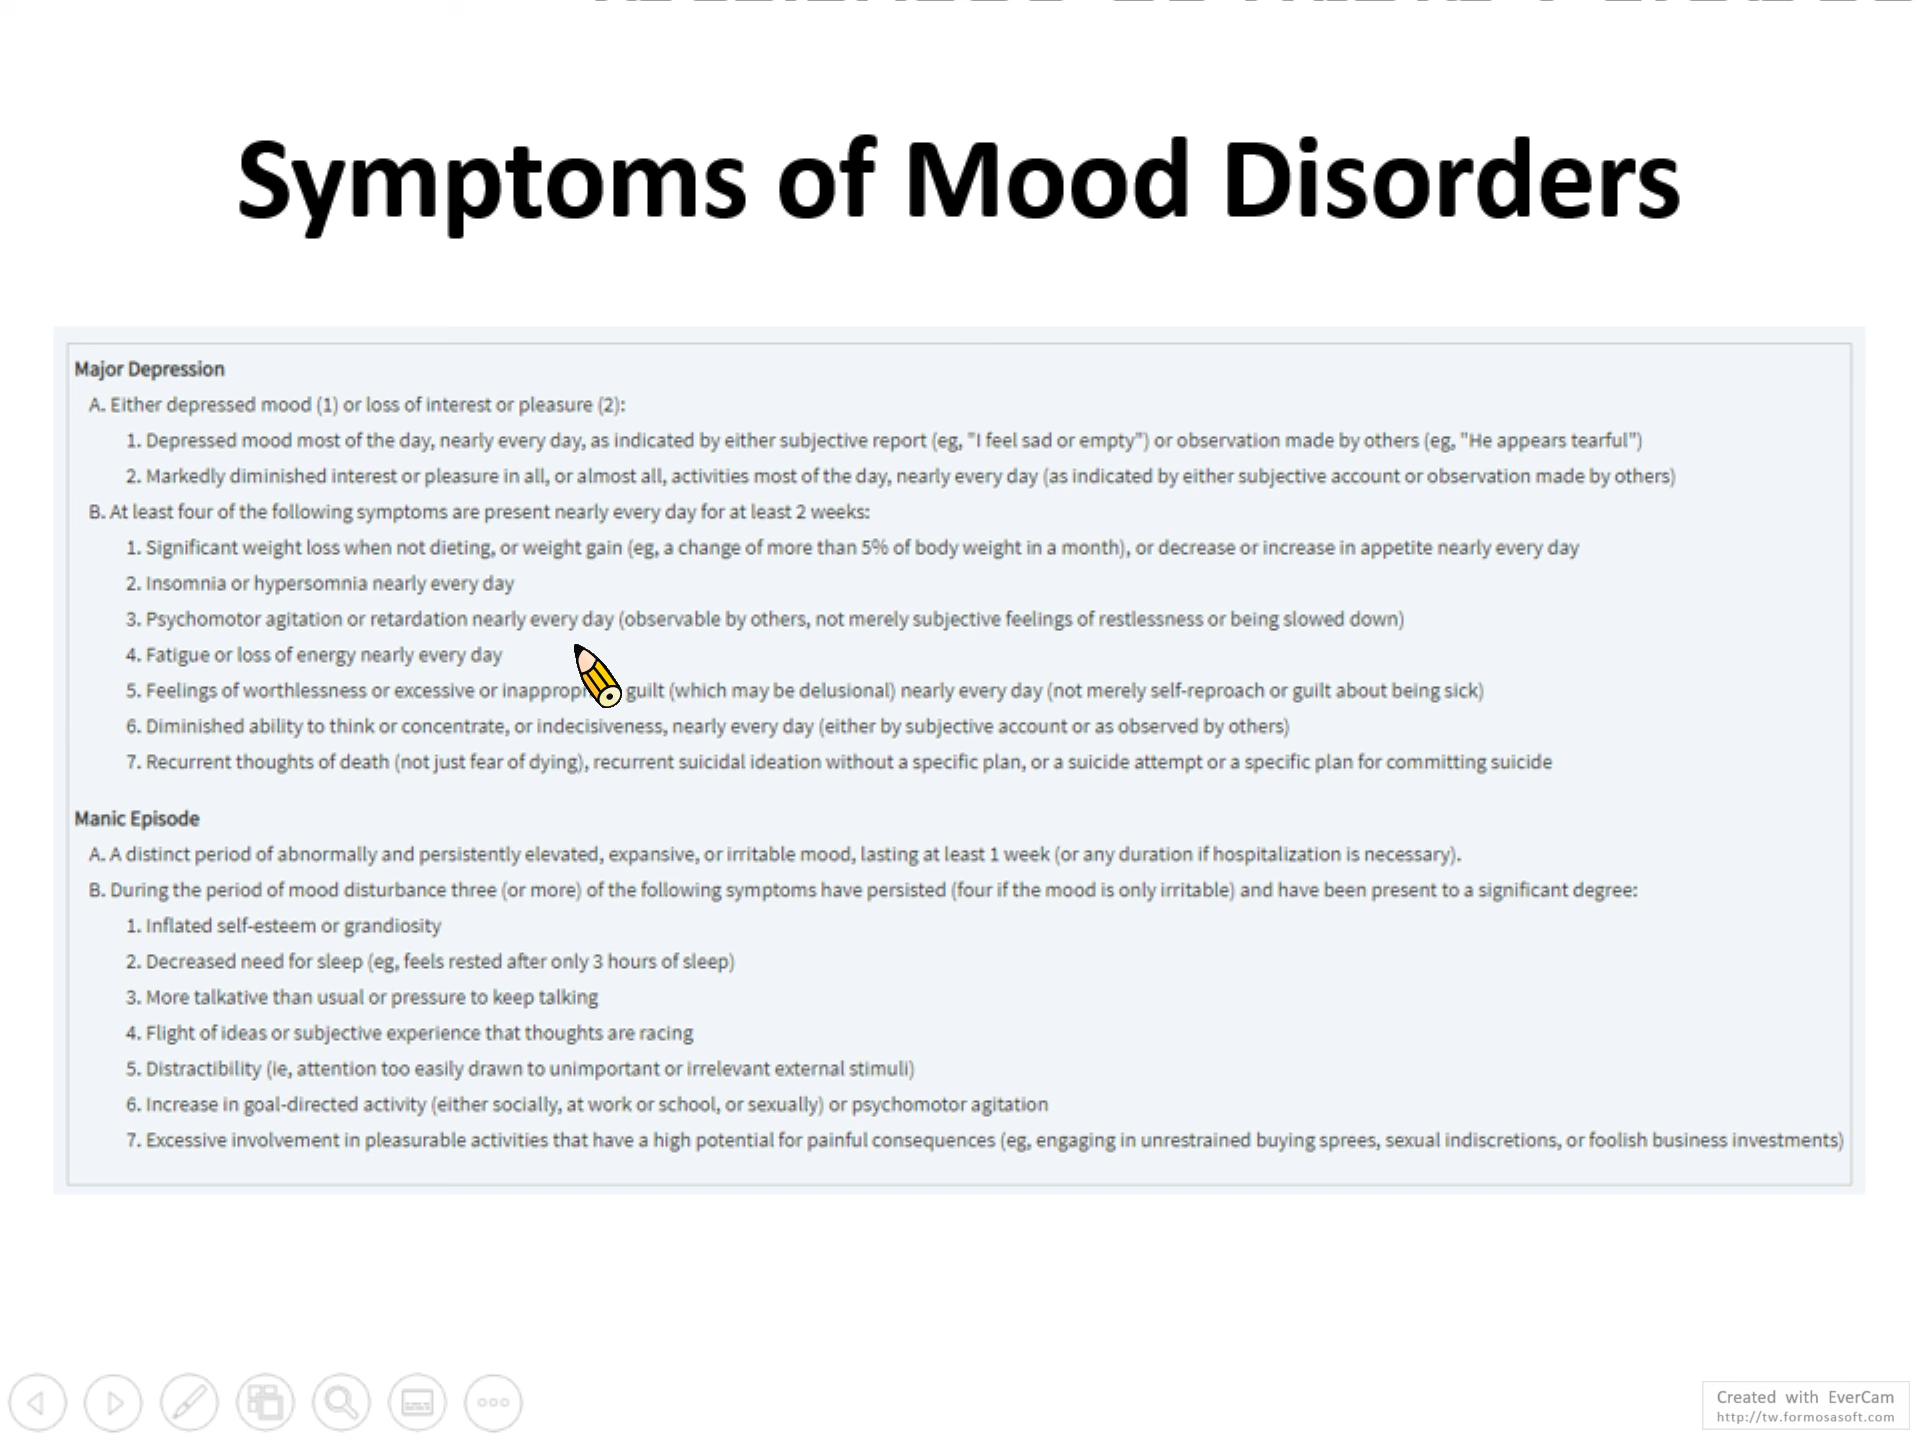 Symptoms of Mood Disorders
Major Depression
A. Either depressed mood (1) or loss of interest or pleasure (2):
1. Depressed mood most of the day, nearly every day, as indicated by either subjective report (eg, "I feel sad or empty") or observation made by others (eg, "He appears tearful")
2. Markedly diminished interest or pleasure in all, or almost all, activities most of the day, nearly every day (as indicated by either subjective account or observation made by others)
B. At least four of the following symptoms are present nearly every day for at least 2 weeks:
1. Significant weight loss when not dieting, or weight gain (eg, a change of more than 5% of body weight in a month), or decrease or increase in appetite nearly every day
2. Insomnia or hypersomnia nearly every day
3. Psychomotor agitation or retardation nearly every day (observable by others, not merely subjective feelings of restlessness or being slowed down)
4. Fatigue or loss of energy nearly every day
5. Feelings of worthlessness or excessive or guilt (which may be delusional) nearly every day (not merely self-reproach or guilt about being sick)
6. Diminished ability to think or concentrate, or indecisiveness, nearly every day (either by subjective account or as observed by others)
7. Recurrent thoughts of death (not just fear of dying), recurrent suicidal ideation without a specific plan, or a suicide attempt or a specific plan for committing suicide
Manic Episode
A. A distinct period of abnormally and persistently elevated, expansive, or irritable mood, lasting at least 1 week (or any duration if hospitalization is necessary).
B. During the period of mood disturbance three (or more) of the following symptoms have persisted (four if the mood is only irritable) and have been present to a significant degree:
1. Inflated self-esteem or grandiosity
2. Decreased need for sleep (eg, feels rested after only 3 hours of sleep)
3. More talkative than usual or pressure to keep talking
4. Flight of ideas or subjective experience that thoughts are racing
5. Distractibility (ie, attention too easily drawn to unimportant or irrelevant external stimuli)
6. Increase in goal-directed activity (either socially, at work or school, or sexually) or psychomotor agitation
7. Excessive involvement in pleasurable activities that have a high potential for painful consequences (eg, engaging in unrestrained buying sprees, sexual indiscretions, or foolish business investments)
Created with EverCam
http://tw.formosasoft.com